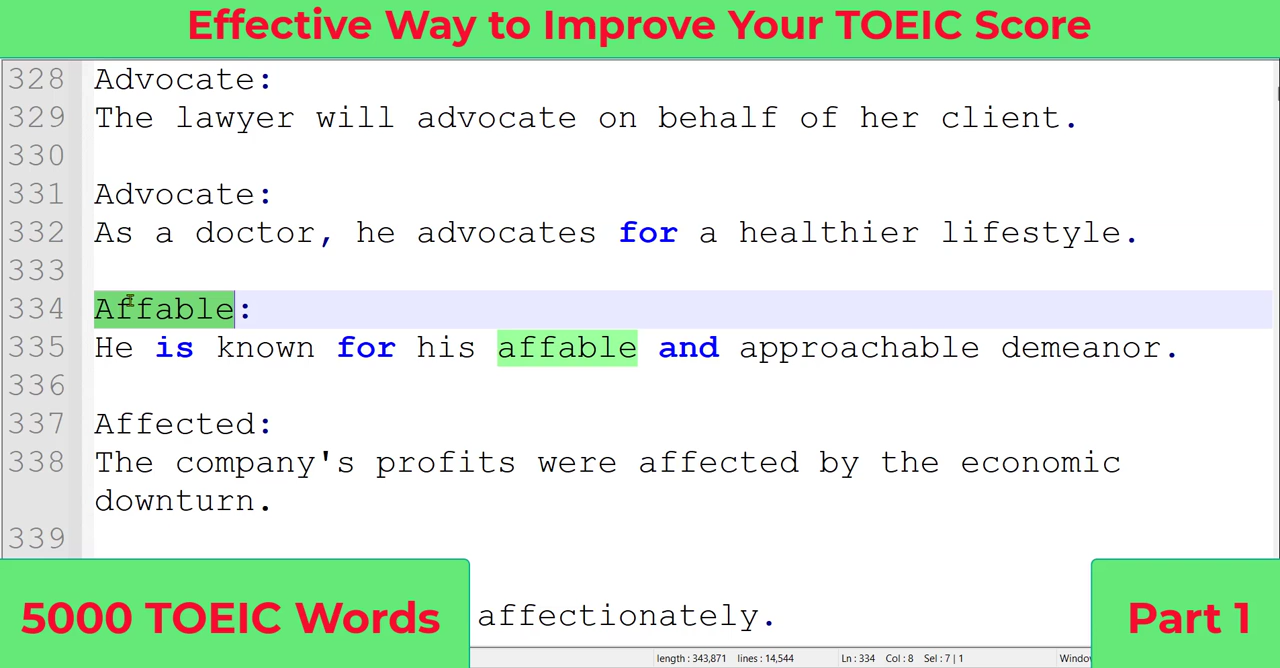 Effective Way to Improve Your TOEIC Score
328 Advocate:
329 The lawyer will advocate on behalf of her client.
330
331 Advocate:
332 As a doctor, he advocates for a healthier lifestyle.
333
334 Affable:
335 He is known for his affable and approachable demeanor.
336
337 Affected:
338 The company's profits were affected by the economic
downturn.
339
affectionately.
5000 TOEIC Words
Part 1
length : 343,871 lines : 14,544 Ln : 334 Col : 8 Sel : 7 | 1 Window